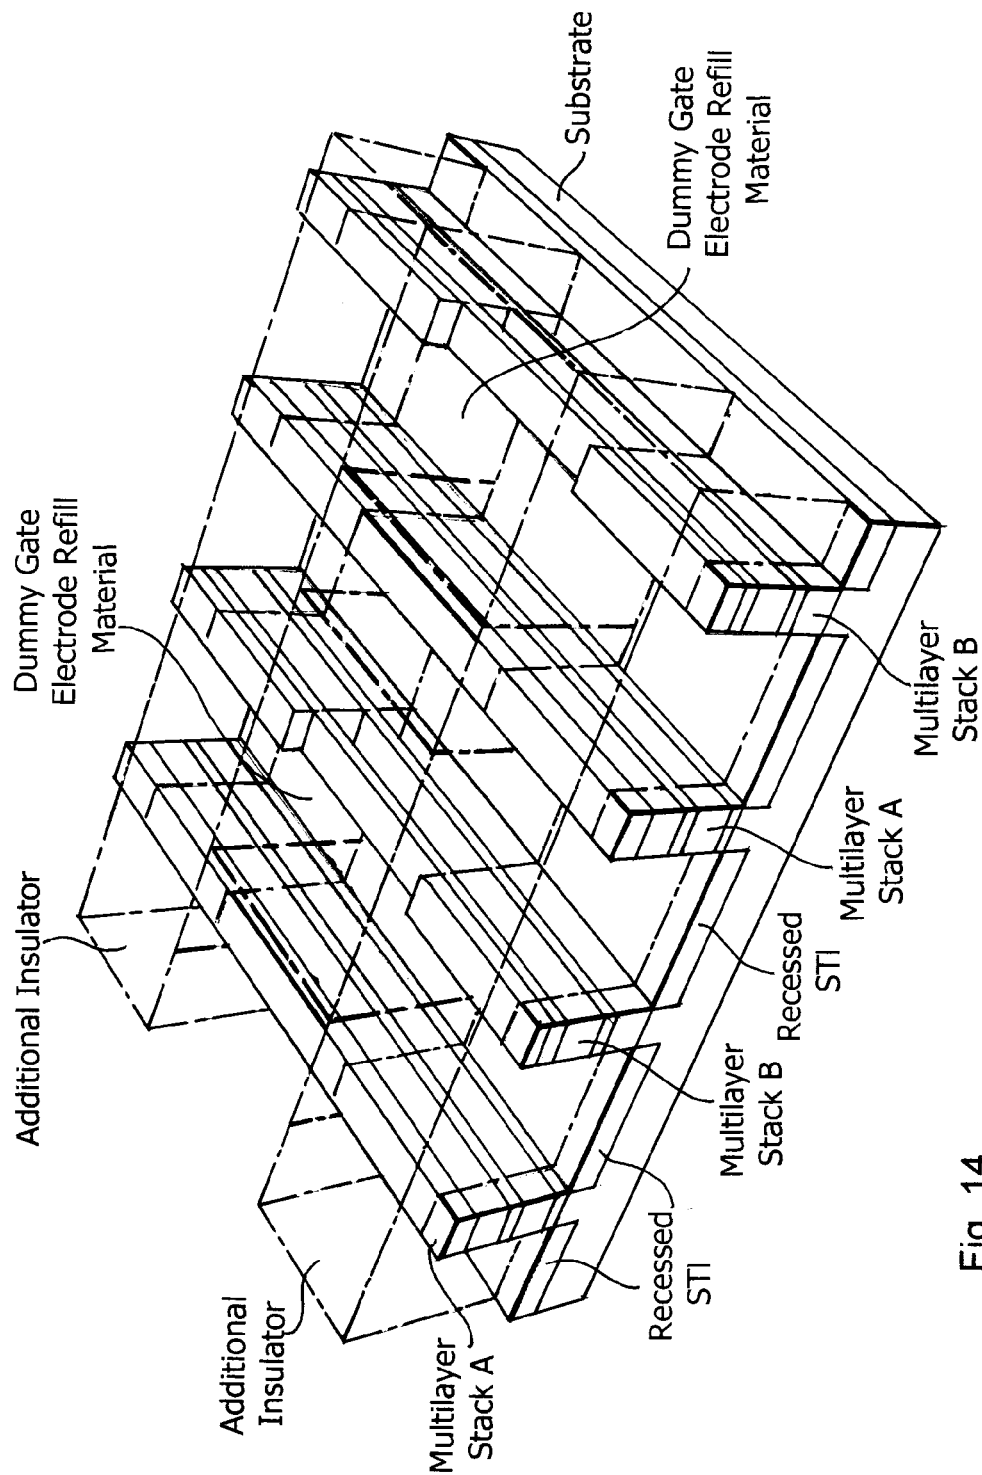 Additional Insulator
Dummy Gate
Electrode Refill
Material
Substrate
Dummy Gate
Electrode Refill
Material
Additional
Insulator
Multilayer
Stack A
Recessed
STI
Multilayer
Stack B
Recessed
STI
Multilayer
Stack A
Multilayer
Stack B
Fig. 14